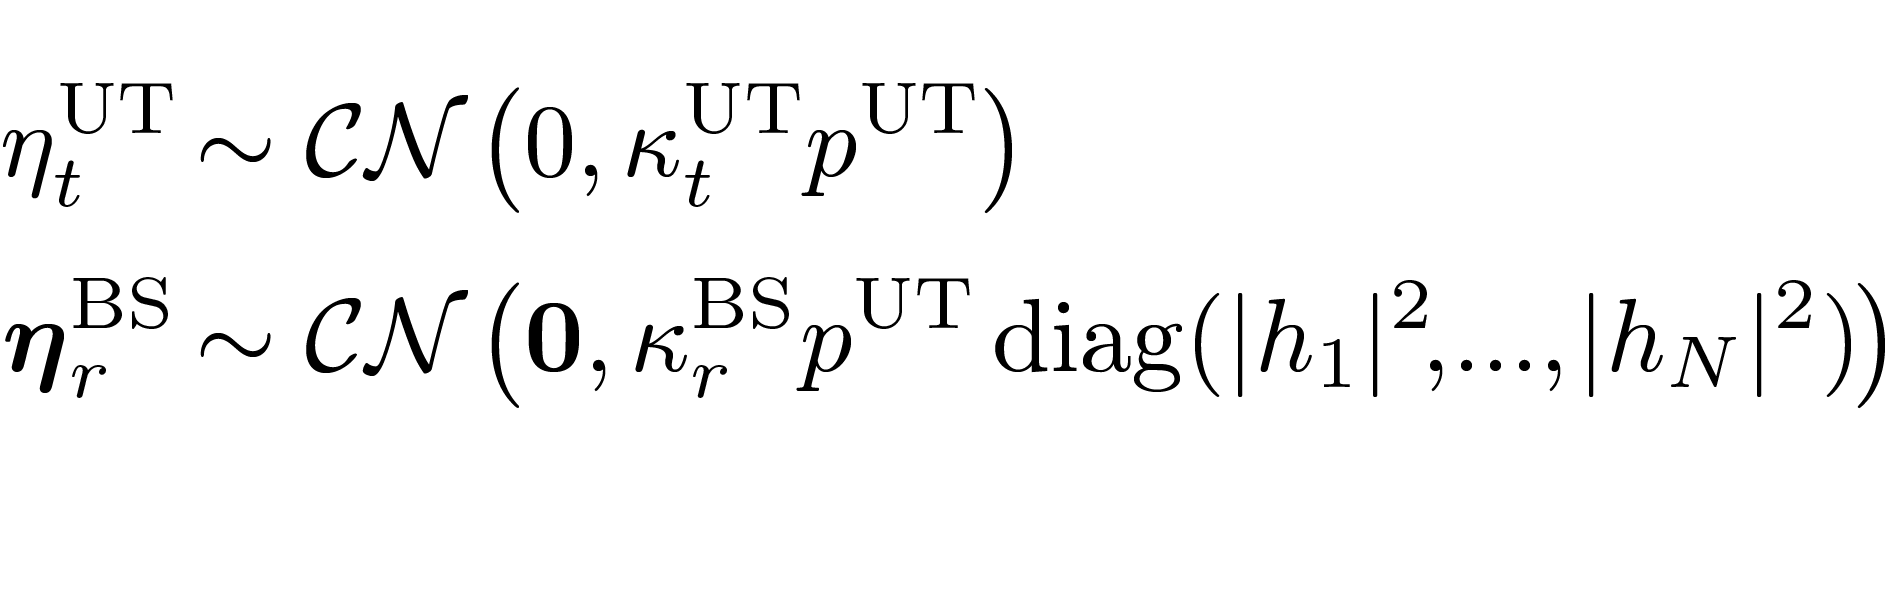 η_t^UT ∼ 𝒞𝒩(0, κ_t^UT p^UT)
𝛈_r^BS ∼ 𝒞𝒩(𝟎, κ_r^BS p^UT diag(|h_1|^2,...,|h_N|^2))